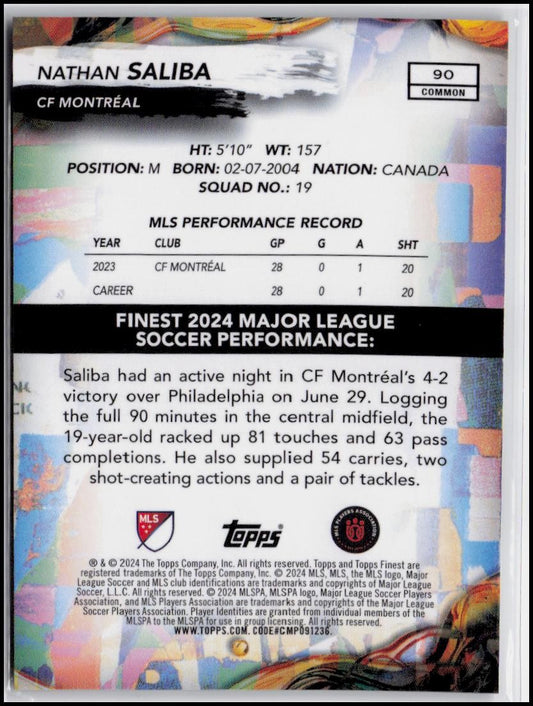 NATHAN SALIBA
CF MONTRÉAL
90
COMMON
HT: 5'10" WT: 157
POSITION: M BORN: 02-07-2004 NATION: CANADA
SQUAD NO.: 19
MLS PERFORMANCE RECORD
YEAR CLUB GP G A SHT
2023 CF MONTRÉAL 28 0 1 20
CAREER 28 0 1 20
FINEST 2024 MAJOR LEAGUE
SOCCER PERFORMANCE:
Saliba had an active night in CF Montréal's 4-2
victory over Philadelphia on June 29. Logging
the full 90 minutes in the central midfield, the
19-year-old racked up 81 touches and 63 pass
completions. He also supplied 54 carries, two
shot-creating actions and a pair of tackles.
MLS
Topps
MLS PLAYERS ASSOCIATION
® & © 2024 The Topps Company, Inc. All rights reserved. Topps and Topps Finest are
registered trademarks of The Topps Company, Inc. © 2024 MLS, MLS, the MLS logo, Major
League Soccer and MLS club identifications are trademarks and copyrights of Major League
Soccer, L.L.C. All rights reserved. © 2024 MLSPA, MLSPA logo, Major League Soccer Players
Association, and MLS Players Association are trademarks and copyrights of the Major League
Soccer Players Association. Player Identities are granted from individual members of the
MLSPA to the MLSPA for use in group licensing. All rights reserved.
WWW.TOPPS.COM. CODE#CMP091236.